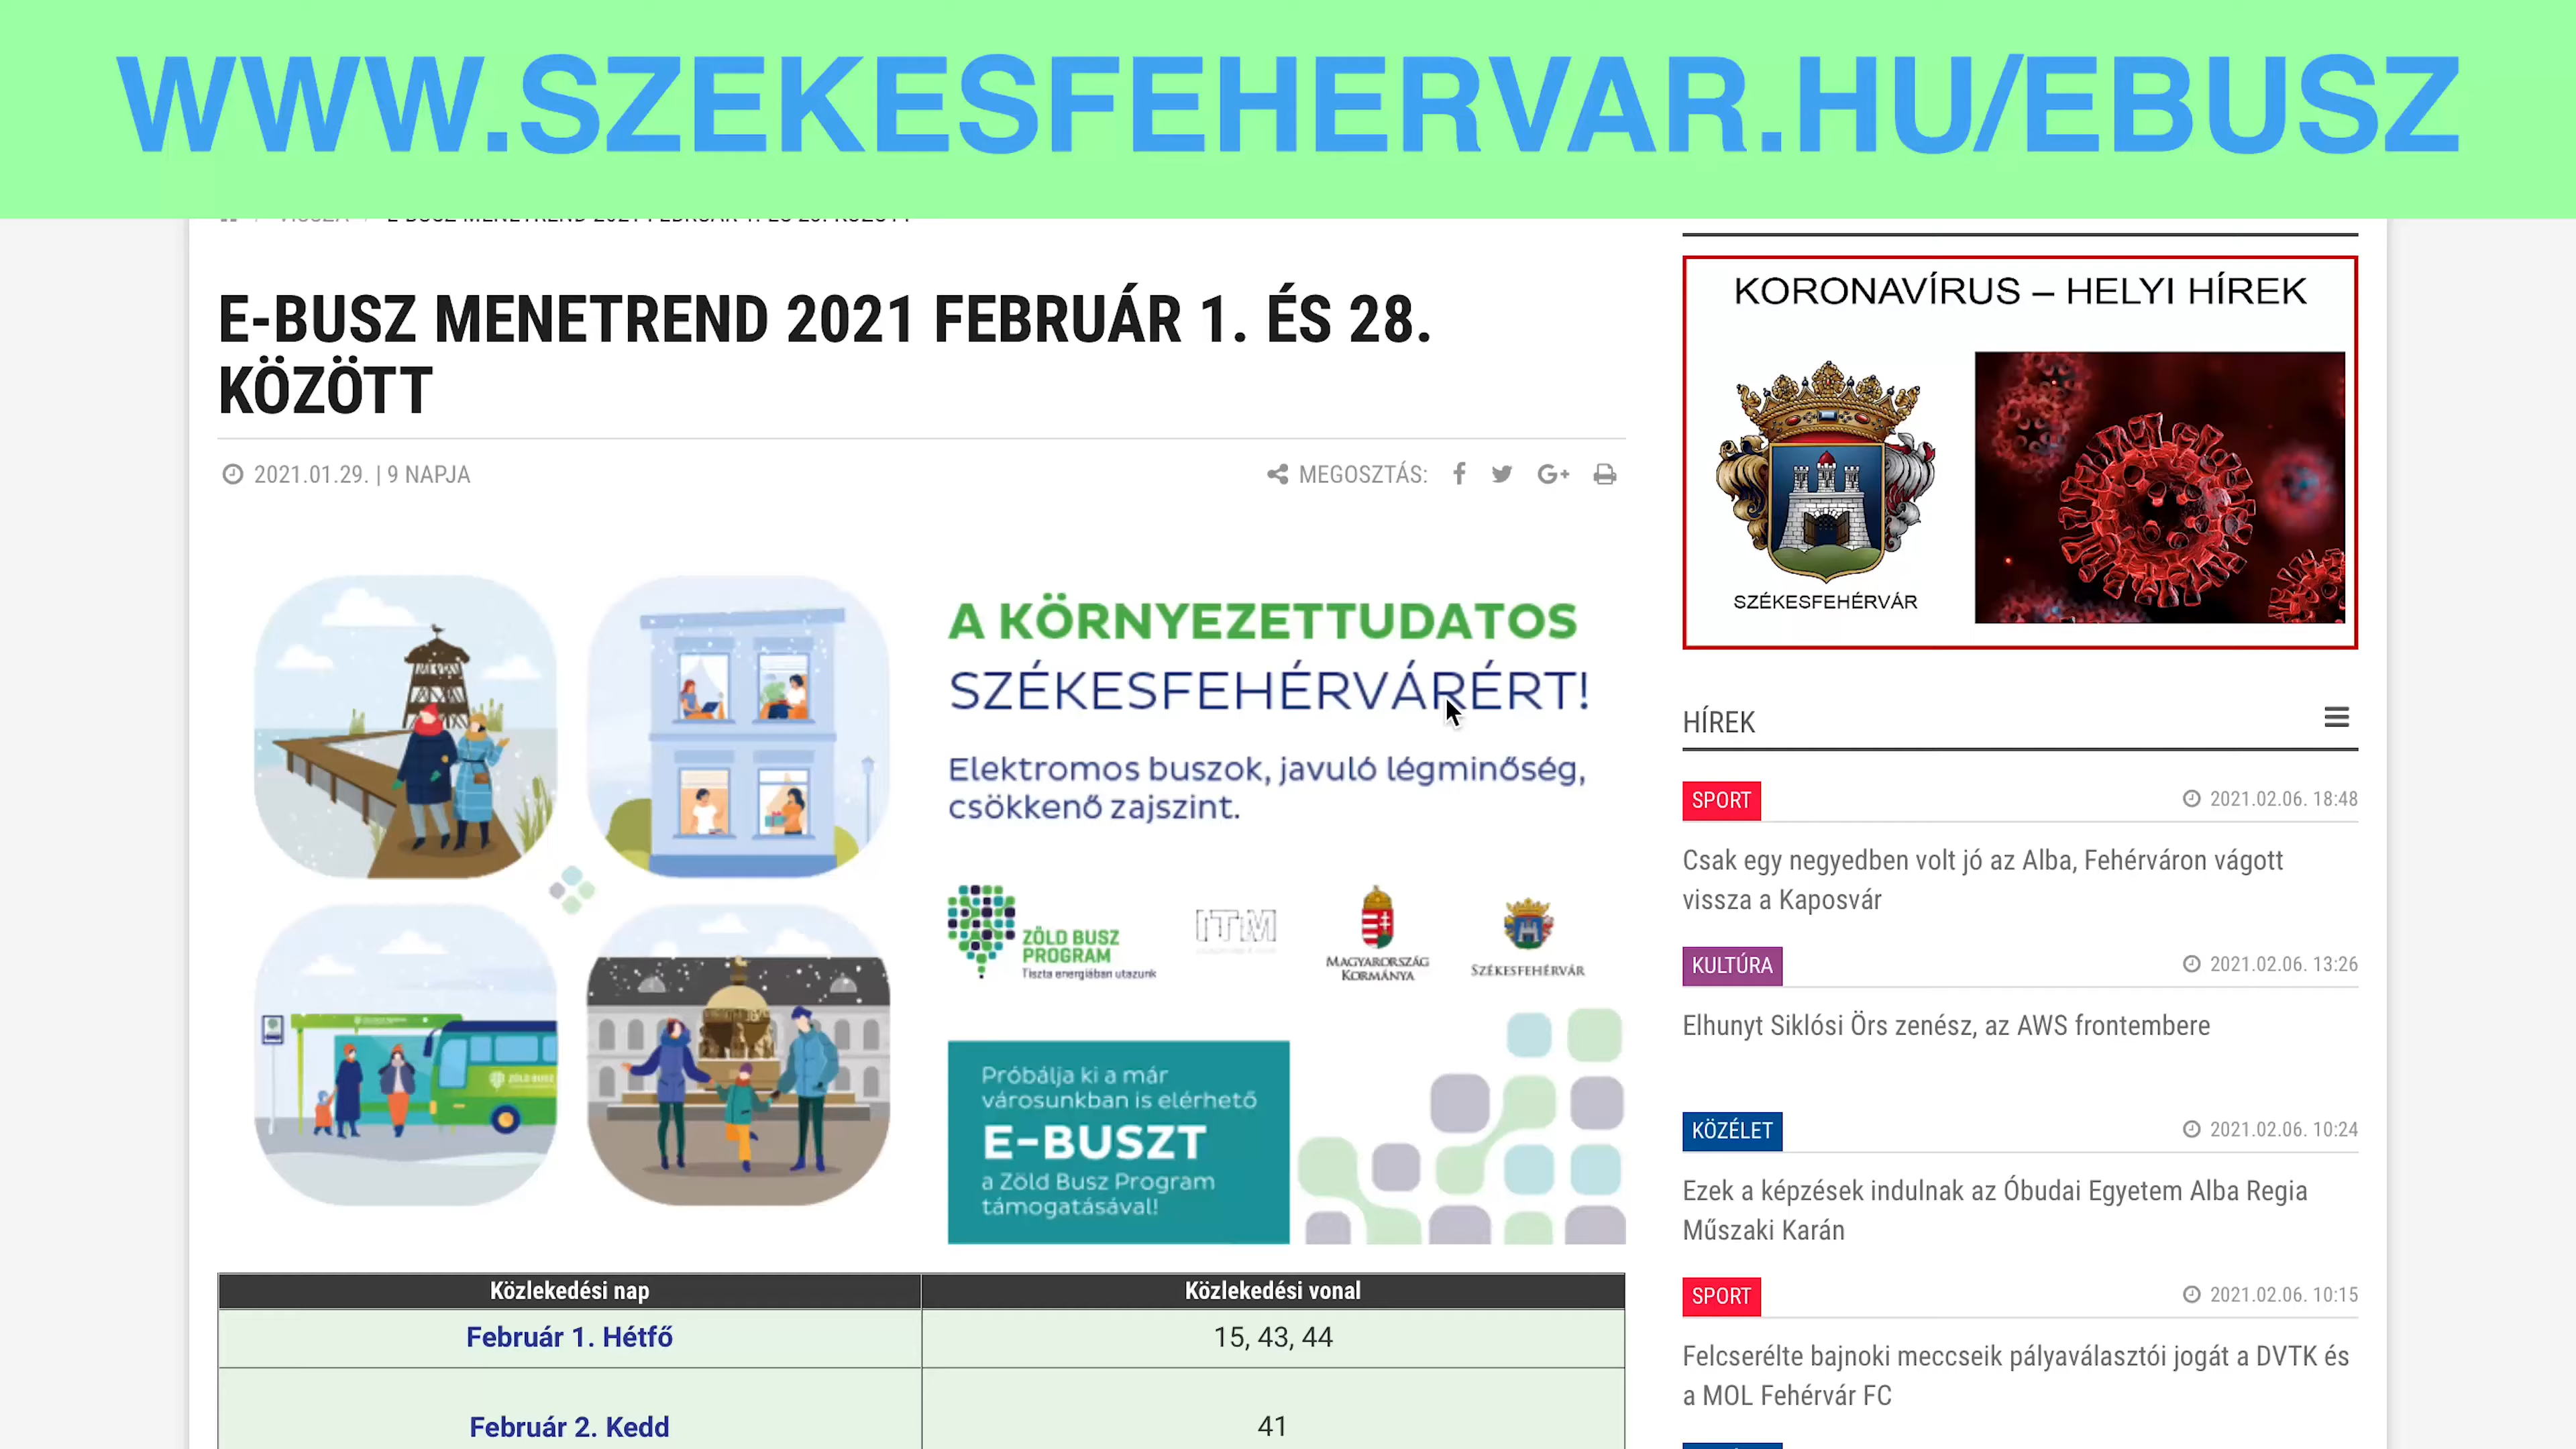 WWW.SZEKESFEHERVAR.HU/EBUSZ
E-BUSZ MENETREND 2021 FEBRUÁR 1. ÉS 28.
KÖZÖTT
2021.01.29. | 9 NAPJA
MEGOSZTÁS:
A KÖRNYEZETTUDATOS
SZÉKESFEHÉRVÁRÉRT!
Elektromos buszok, javuló légminőség,
csökkenő zajszint.
ZÖLD BUSZ
PROGRAM
Tiszta energiában utazunk
ITM
MAGYARORSZÁG
KORMÁNYA
SZÉKESFEHÉRVÁR
Próbálja ki a már
városunkban is elérhető
E-BUSZT
a Zöld Busz Program
támogatásával!
Közlekedési nap
Közlekedési vonal
Február 1. Hétfő
15, 43, 44
Február 2. Kedd
41
KORONAVÍRUS – HELYI HÍREK
SZÉKESFEHÉRVÁR
HÍREK
SPORT
2021.02.06. 18:48
Csak egy negyedben volt jó az Alba, Fehérváron vágott
vissza a Kaposvár
KULTÚRA
2021.02.06. 13:26
Elhunyt Siklósi Örs zenész, az AWS frontembere
KÖZÉLET
2021.02.06. 10:24
Ezek a képzések indulnak az Óbudai Egyetem Alba Regia
Műszaki Karán
SPORT
2021.02.06. 10:15
Felcserélte bajnoki meccseik pályaválasztói jogát a DVTK és
a MOL Fehérvár FC